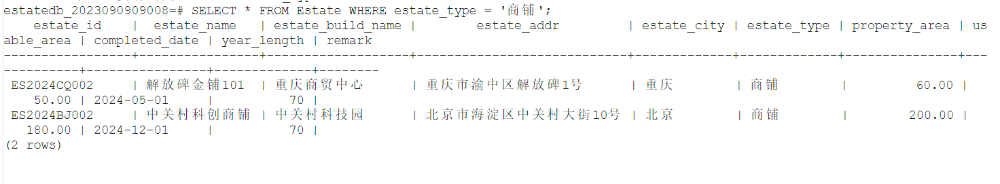 estatedb_2023090909008=# SELECT * FROM Estate WHERE estate_type = '商铺';
    estate_id    |  estate_name   | estate_build_name |         estate_addr         | estate_city | estate_type | property_area | us
able_area | completed_date | year_length | remark
-----------------+----------------+-------------------+-----------------------------+-------------+-------------+---------------+---
----------+----------------+-------------+--------
 ES2024CQ002     | 解放碑金铺101  | 重庆商贸中心      | 重庆市渝中区解放碑1号       | 重庆        | 商铺        |         60.00 |
    50.00 | 2024-05-01     |          70 |
 ES2024BJ002     | 中关村科创商铺 | 中关村科技园      | 北京市海淀区中关村大街10号 | 北京        | 商铺        |        200.00 |
   180.00 | 2024-12-01     |          70 |
(2 rows)